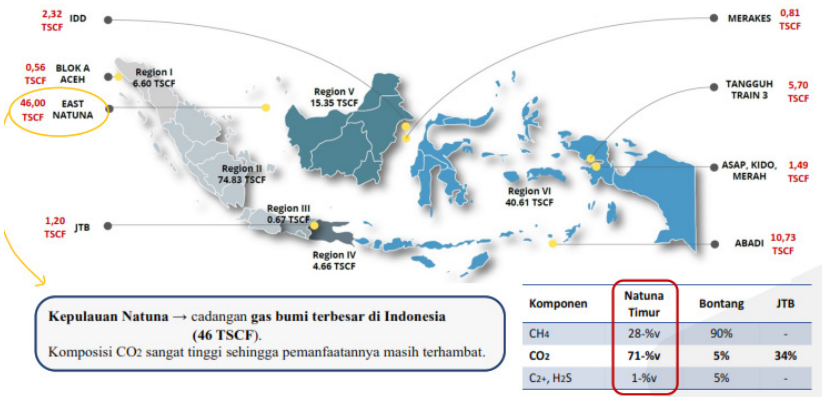 2,32
TSCF
IDD
0,56
TSCF
BLOK A
ACEH
46,00
TSCF
EAST
NATUNA
1,20
TSCF
JTB
Region I
6.60 TSCF
Region II
74.83 TSCF
Region III
0.67 TSCF
Region IV
4.66 TSCF
Region V
15.35 TSCF
Region VI
40.61 TSCF
MERAKES
0,81
TSCF
TANGGUH
TRAIN 3
5,70
TSCF
ASAP, KIDO,
MERAH
1,49
TSCF
ABADI
10,73
TSCF
Kepulauan Natuna → cadangan gas bumi terbesar di Indonesia
(46 TSCF).
Komposisi CO2 sangat tinggi sehingga pemanfaatannya masih terhambat.
Komponen Natuna Timur Bontang JTB
CH4 28-%v 90% -
CO2 71-%v 5% 34%
C2+, H2S 1-%v 5% -